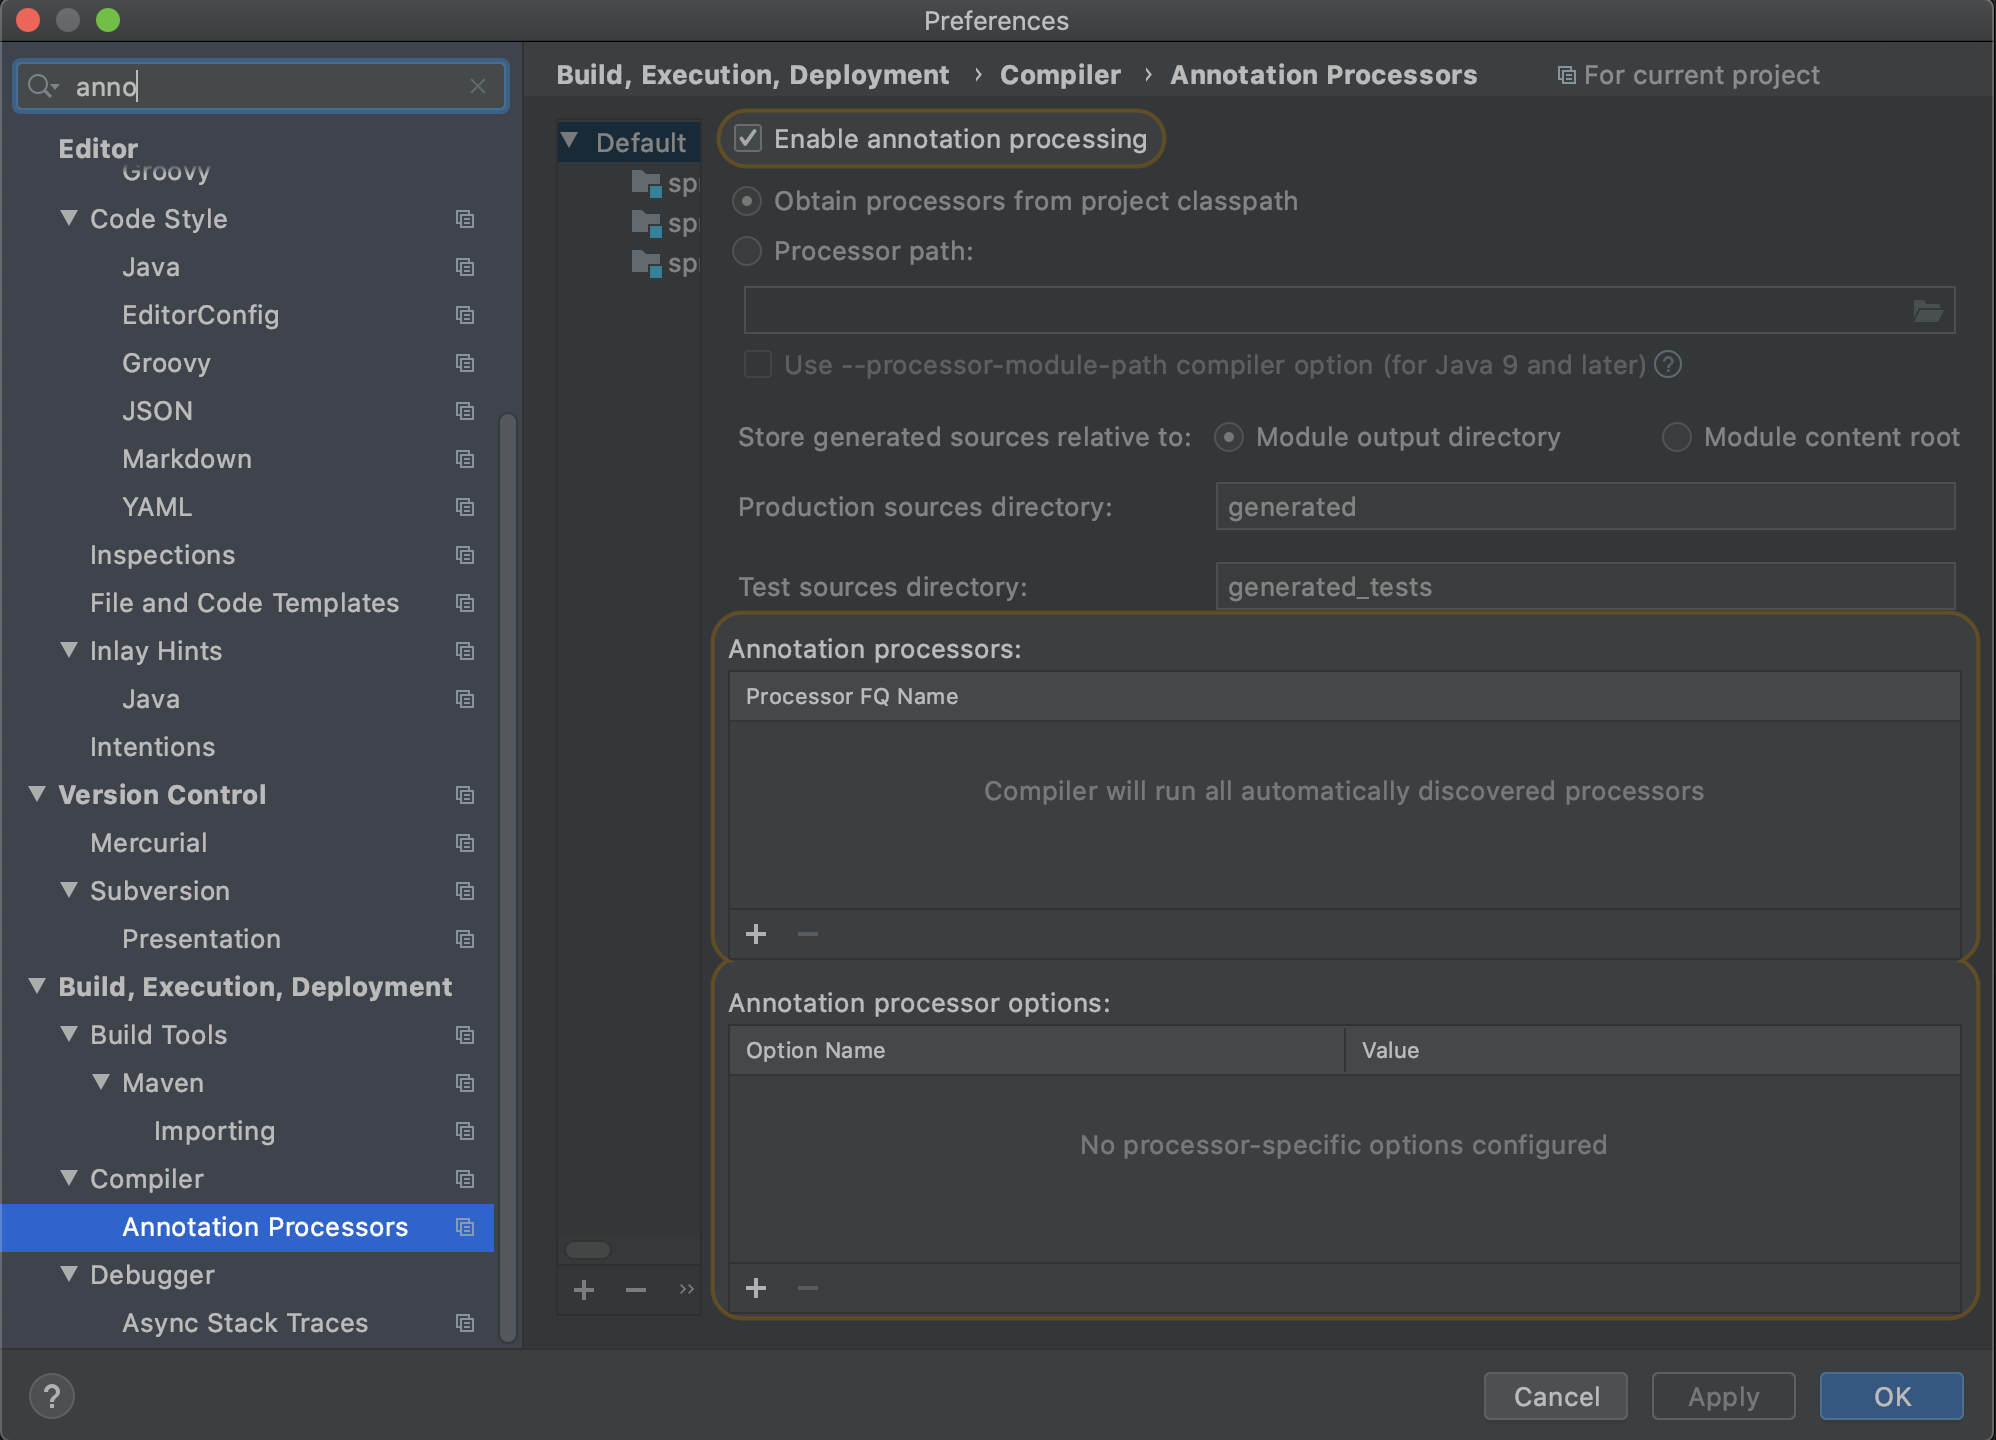 Preferences
anno
Editor
Groovy
Code Style
Java
EditorConfig
Groovy
JSON
Markdown
YAML
Inspections
File and Code Templates
Inlay Hints
Java
Intentions
Version Control
Mercurial
Subversion
Presentation
Build, Execution, Deployment
Build Tools
Maven
Importing
Compiler
Annotation Processors
Debugger
Async Stack Traces
Build, Execution, Deployment › Compiler › Annotation Processors
For current project
Default
Enable annotation processing
Obtain processors from project classpath
Processor path:
Use --processor-module-path compiler option (for Java 9 and later) ?
Store generated sources relative to: Module output directory Module content root
Production sources directory: generated
Test sources directory: generated_tests
Annotation processors:
Processor FQ Name
Compiler will run all automatically discovered processors
Annotation processor options:
Option Name Value
No processor-specific options configured
?
Cancel Apply OK